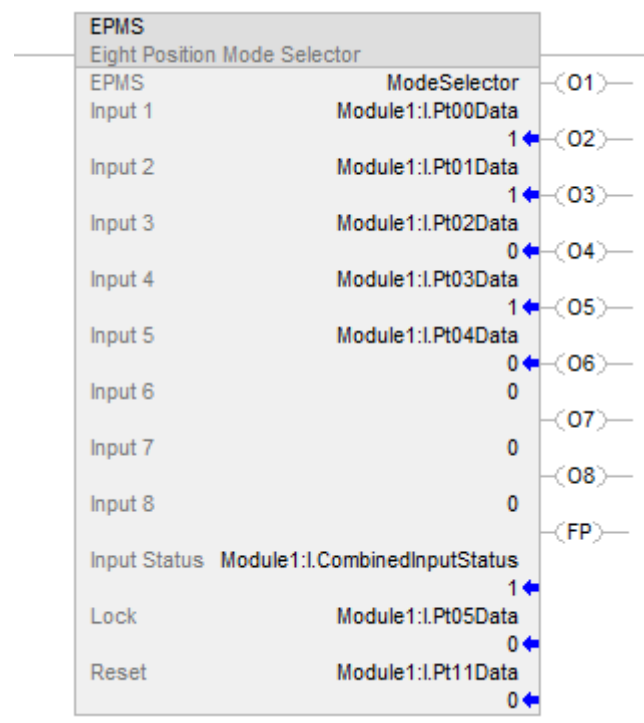 EPMS
Eight Position Mode Selector
EPMS ModeSelector O1
Input 1 Module1:I.Pt00Data
1 O2
Input 2 Module1:I.Pt01Data
1 O3
Input 3 Module1:I.Pt02Data
0 O4
Input 4 Module1:I.Pt03Data
1 O5
Input 5 Module1:I.Pt04Data
0 O6
Input 6 0
O7
Input 7 0
O8
Input 8 0
FP
Input Status Module1:I.CombinedInputStatus
1
Lock Module1:I.Pt05Data
0
Reset Module1:I.Pt11Data
0